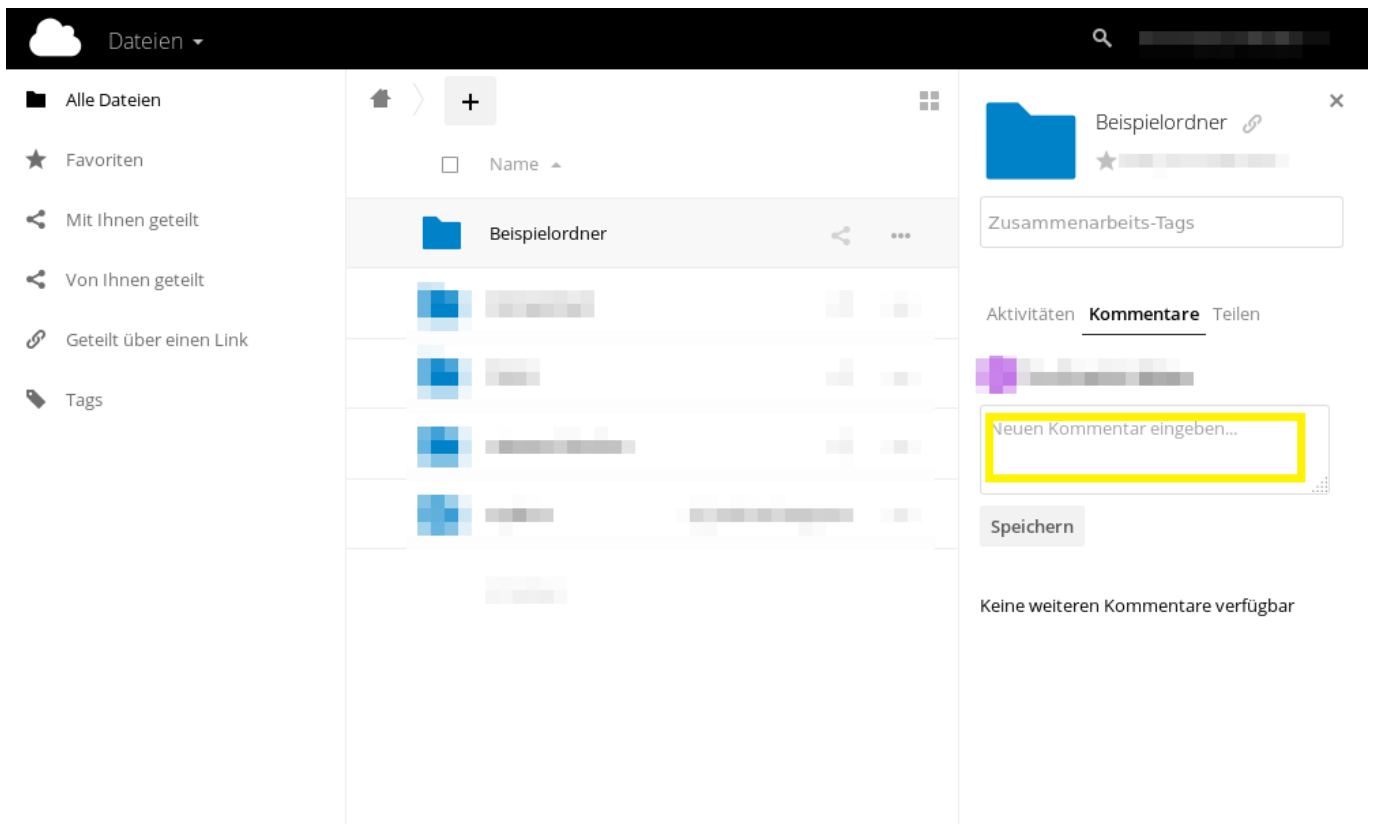 Dateien
Alle Dateien
Favoriten
Mit Ihnen geteilt
Von Ihnen geteilt
Geteilt über einen Link
Tags
+
Name
Beispielordner
Beispielordner
Zusammenarbeits-Tags
Aktivitäten Kommentare Teilen
Neuen Kommentar eingeben...
Speichern
Keine weiteren Kommentare verfügbar